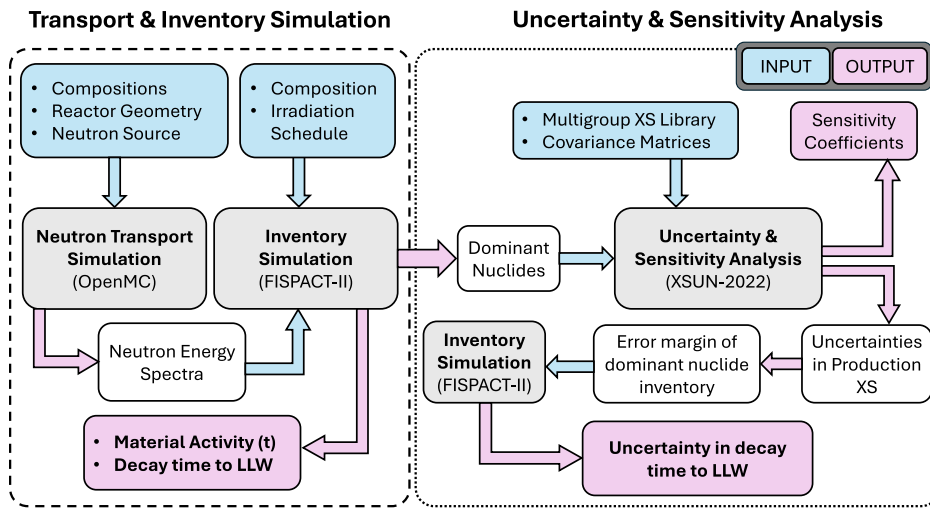 Transport & Inventory Simulation
• Compositions
• Reactor Geometry
• Neutron Source
• Composition
• Irradiation
Schedule
Neutron Transport
Simulation
(OpenMC)
Inventory
Simulation
(FISPACT-II)
Neutron Energy
Spectra
• Material Activity (t)
• Decay time to LLW
Uncertainty & Sensitivity Analysis
INPUT
OUTPUT
• Multigroup XS Library
• Covariance Matrices
Sensitivity
Coefficients
Dominant
Nuclides
Uncertainty &
Sensitivity Analysis
(XSUN-2022)
Inventory
Simulation
(FISPACT-II)
Error margin of
dominant nuclide
inventory
Uncertainties
in Production
XS
Uncertainty in decay
time to LLW